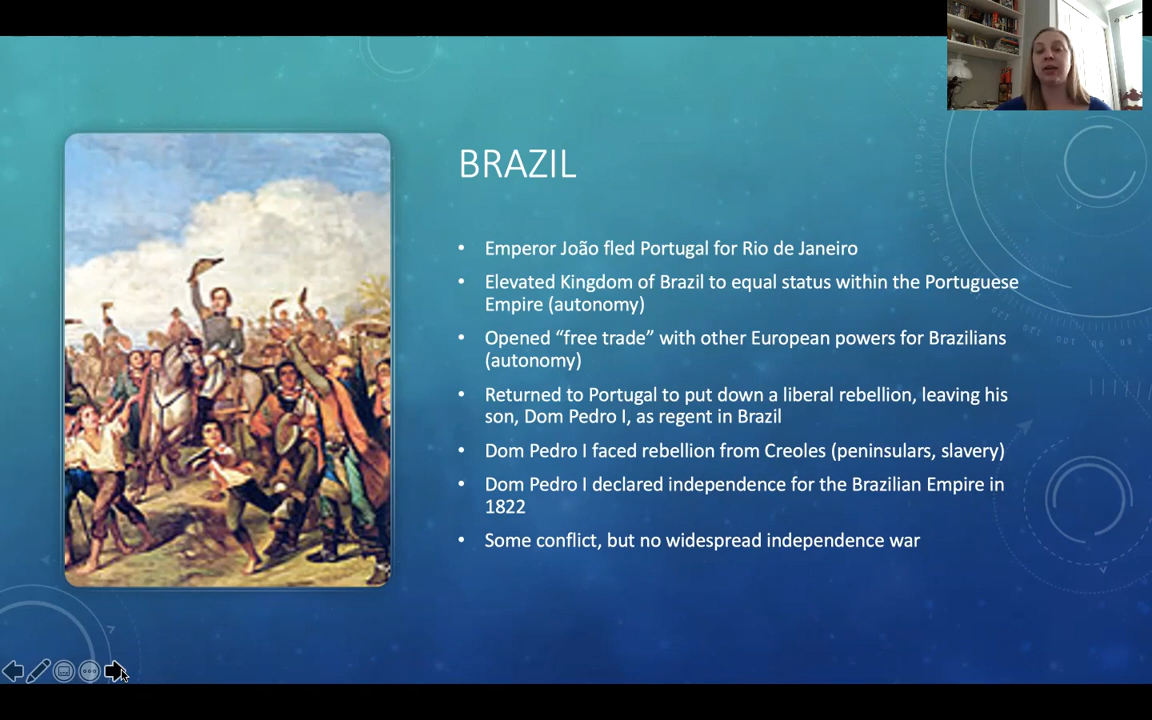 BRAZIL
• Emperor João fled Portugal for Rio de Janeiro
• Elevated Kingdom of Brazil to equal status within the Portuguese
Empire (autonomy)
• Opened “free trade” with other European powers for Brazilians
(autonomy)
• Returned to Portugal to put down a liberal rebellion, leaving his
son, Dom Pedro I, as regent in Brazil
• Dom Pedro I faced rebellion from Creoles (peninsulars, slavery)
• Dom Pedro I declared independence for the Brazilian Empire in
1822
• Some conflict, but no widespread independence war